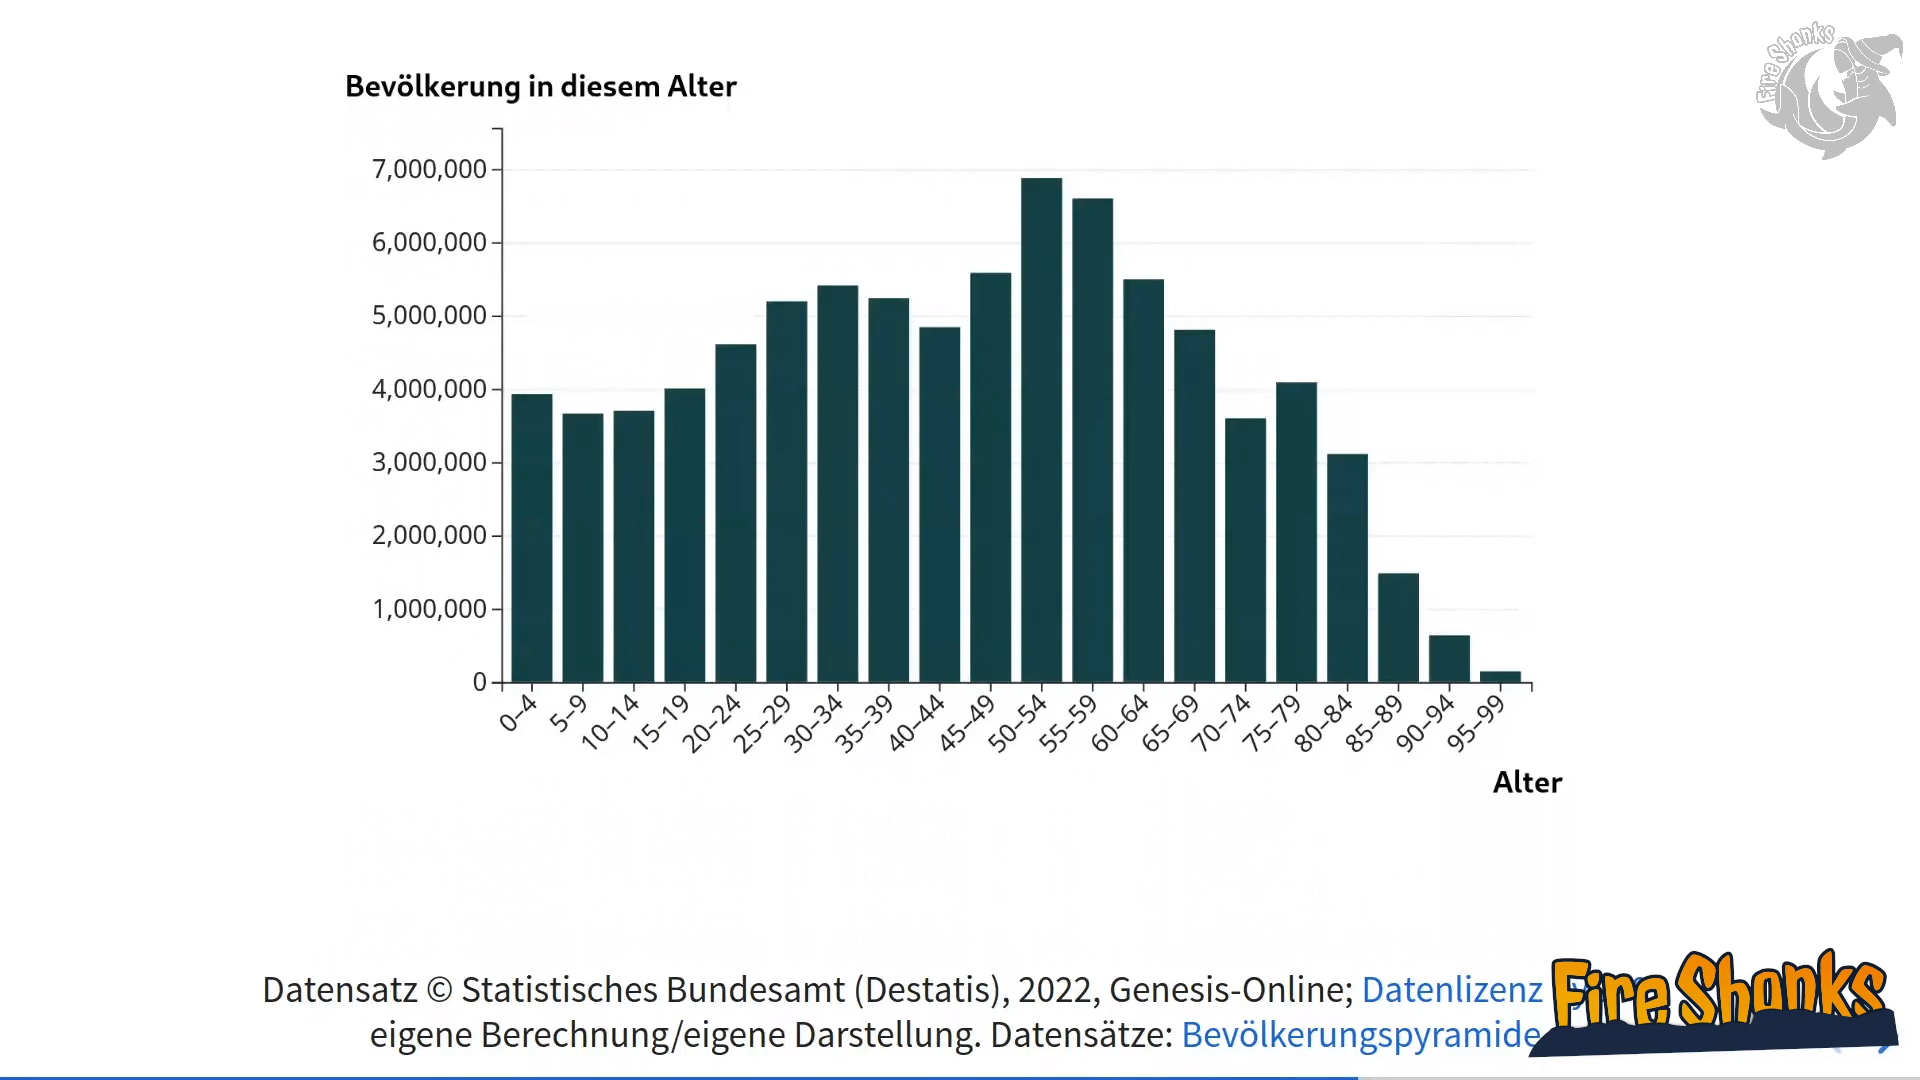 Fire Shonks
Bevölkerung in diesem Alter
7,000,000
6,000,000
5,000,000
4,000,000
3,000,000
2,000,000
1,000,000
0
0–4 5–9 10–14 15–19 20–24 25–29 30–34 35–39 40–44 45–49 50–54 55–59 60–64 65–69 70–74 75–79 80–84 85–89 90–94 95–99
Alter
Datensatz © Statistisches Bundesamt (Destatis), 2022, Genesis-Online; Datenlizenz
eigene Berechnung/eigene Darstellung. Datensätze: Bevölkerungspyramide
Fire Shonks